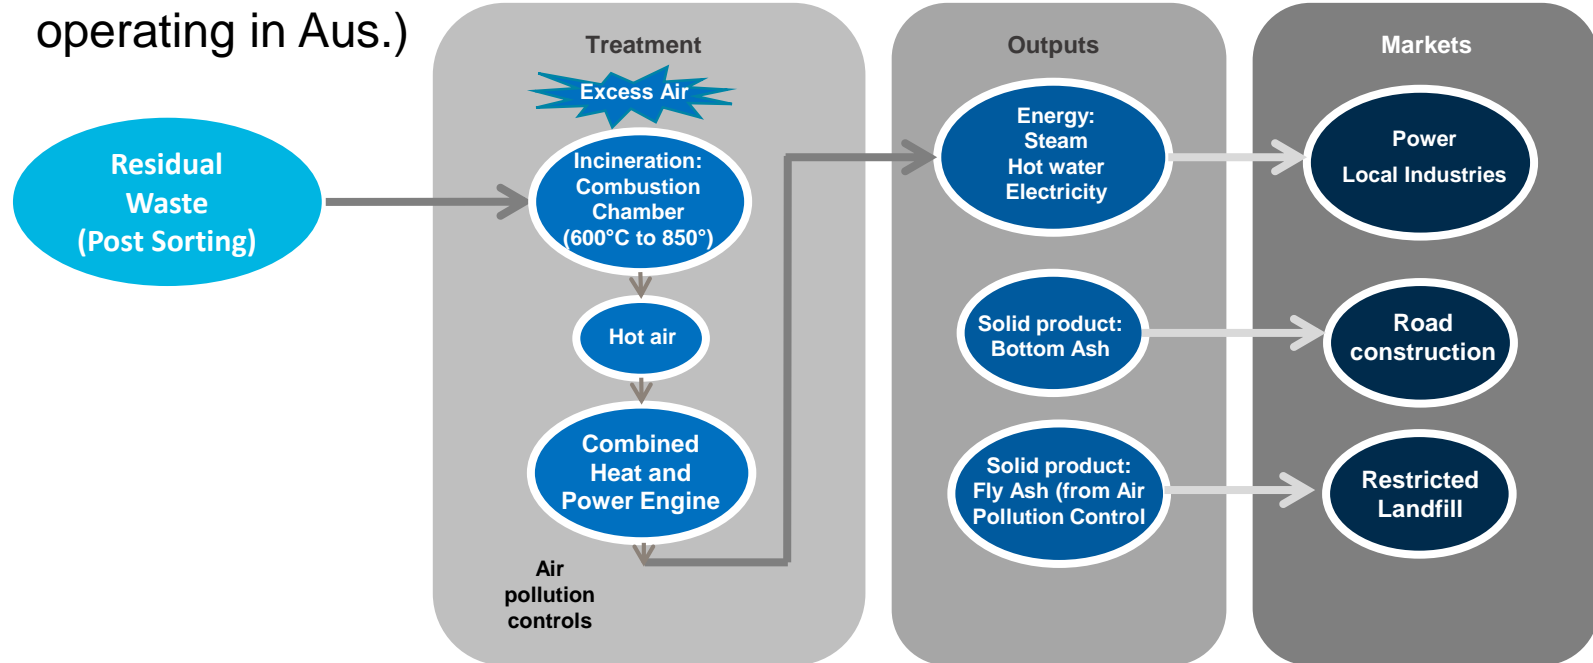 operating in Aus.)
Residual
Waste
(Post Sorting)
Treatment
Excess Air
Incineration:
Combustion
Chamber
(600°C to 850°)
Hot air
Combined
Heat and
Power Engine
Air
pollution
controls
Outputs
Energy:
Steam
Hot water
Electricity
Solid product:
Bottom Ash
Solid product:
Fly Ash (from Air
Pollution Control
Markets
Power
Local Industries
Road
construction
Restricted
Landfill